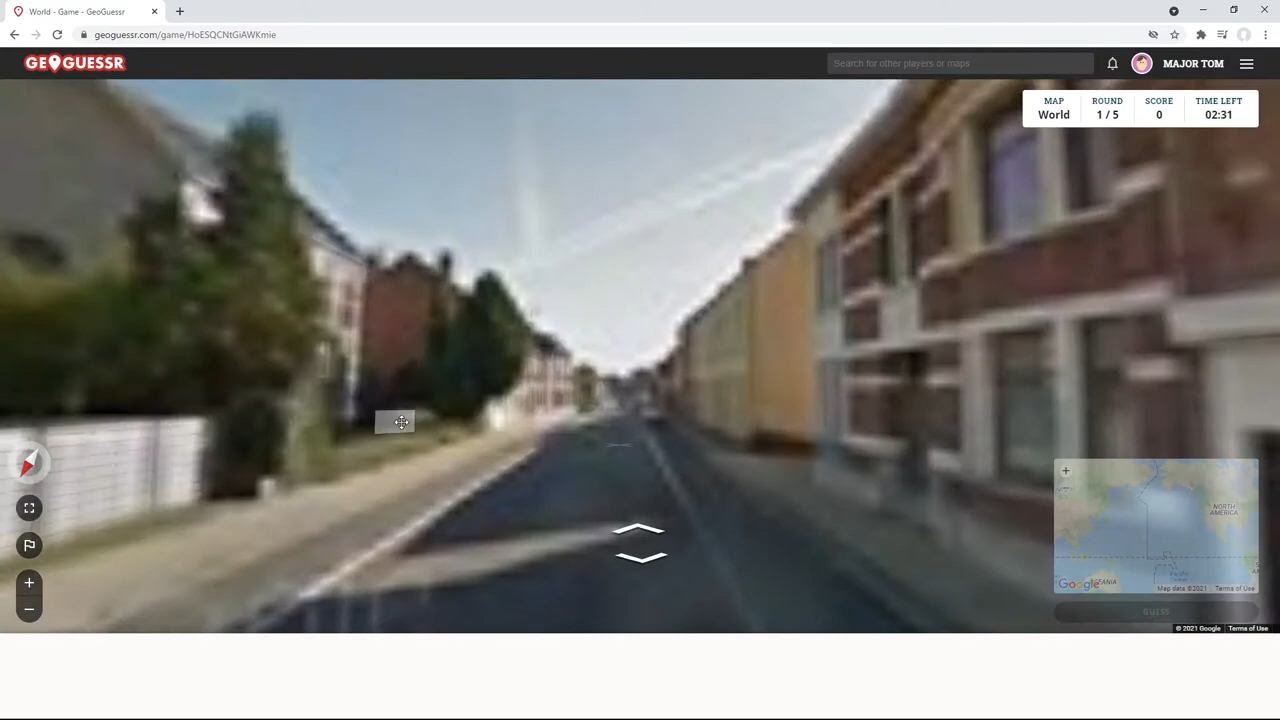 World - Game - GeoGuessr
geoguessr.com/game/HoESQCNtGiAWKmie
GEOGUESSR
Search for other players or maps
MAJOR TOM
MAP
World
ROUND
1 / 5
SCORE
0
TIME LEFT
02:31
NORTH
AMERICA
Google
Map data ©2021
Terms of Use
GUESS
© 2021 Google
Terms of Use